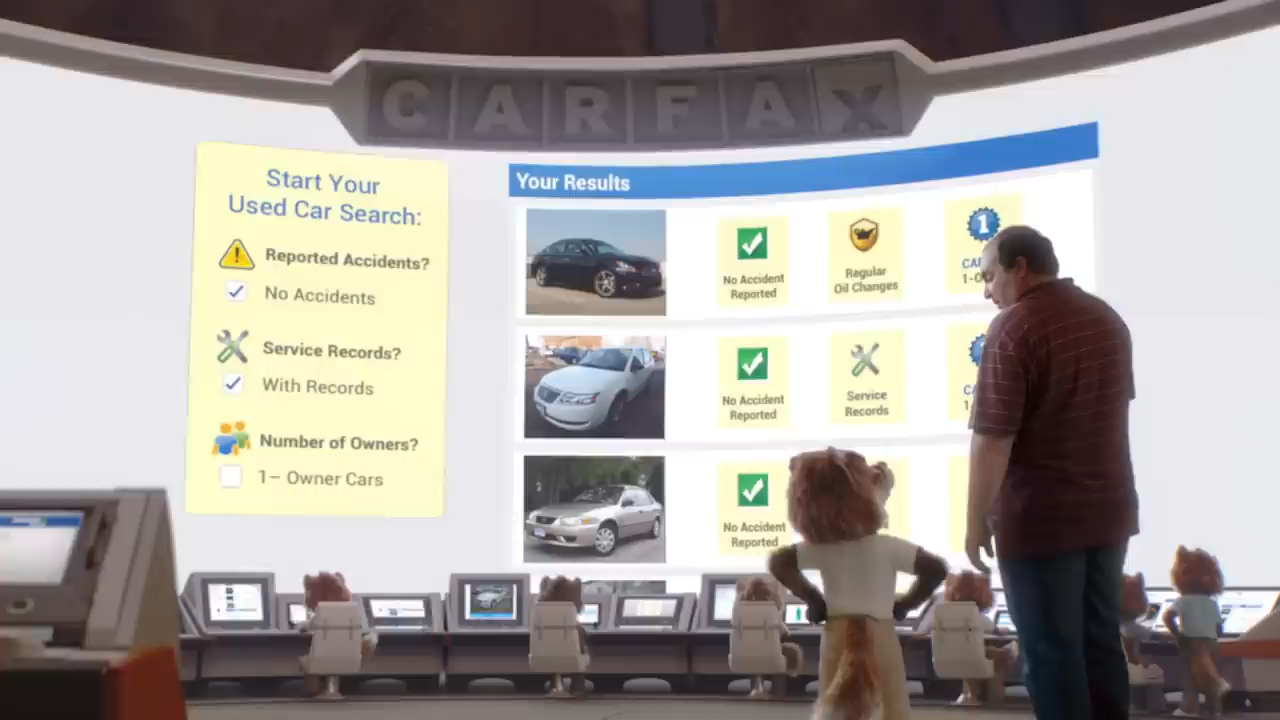 CARFAX
Start Your
Used Car Search:
Reported Accidents?
No Accidents
Service Records?
With Records
Number of Owners?
1– Owner Cars
Your Results
No Accident
Reported
Regular
Oil Changes
1
No Accident
Reported
Service
Records
No Accident
Reported